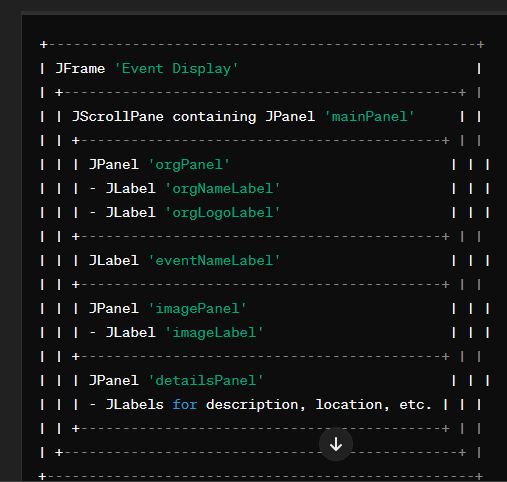 +---------------------------------------------------+
| JFrame 'Event Display'                            |
| +-----------------------------------------------+ |
| | JScrollPane containing JPanel 'mainPanel'     | |
| | +-------------------------------------------+ | |
| | | JPanel 'orgPanel'                          | | |
| | | - JLabel 'orgNameLabel'                    | | |
| | | - JLabel 'orgLogoLabel'                    | | |
| | +-------------------------------------------+ | |
| | | JLabel 'eventNameLabel'                    | | |
| | +-------------------------------------------+ | |
| | | JPanel 'imagePanel'                        | | |
| | | - JLabel 'imageLabel'                      | | |
| | +-------------------------------------------+ | |
| | | JPanel 'detailsPanel'                      | | |
| | | - JLabels for description, location, etc. | | |
| | +-------------------------------------------+ | |
| +-----------------------------------------------+ |
+---------------------------------------------------+